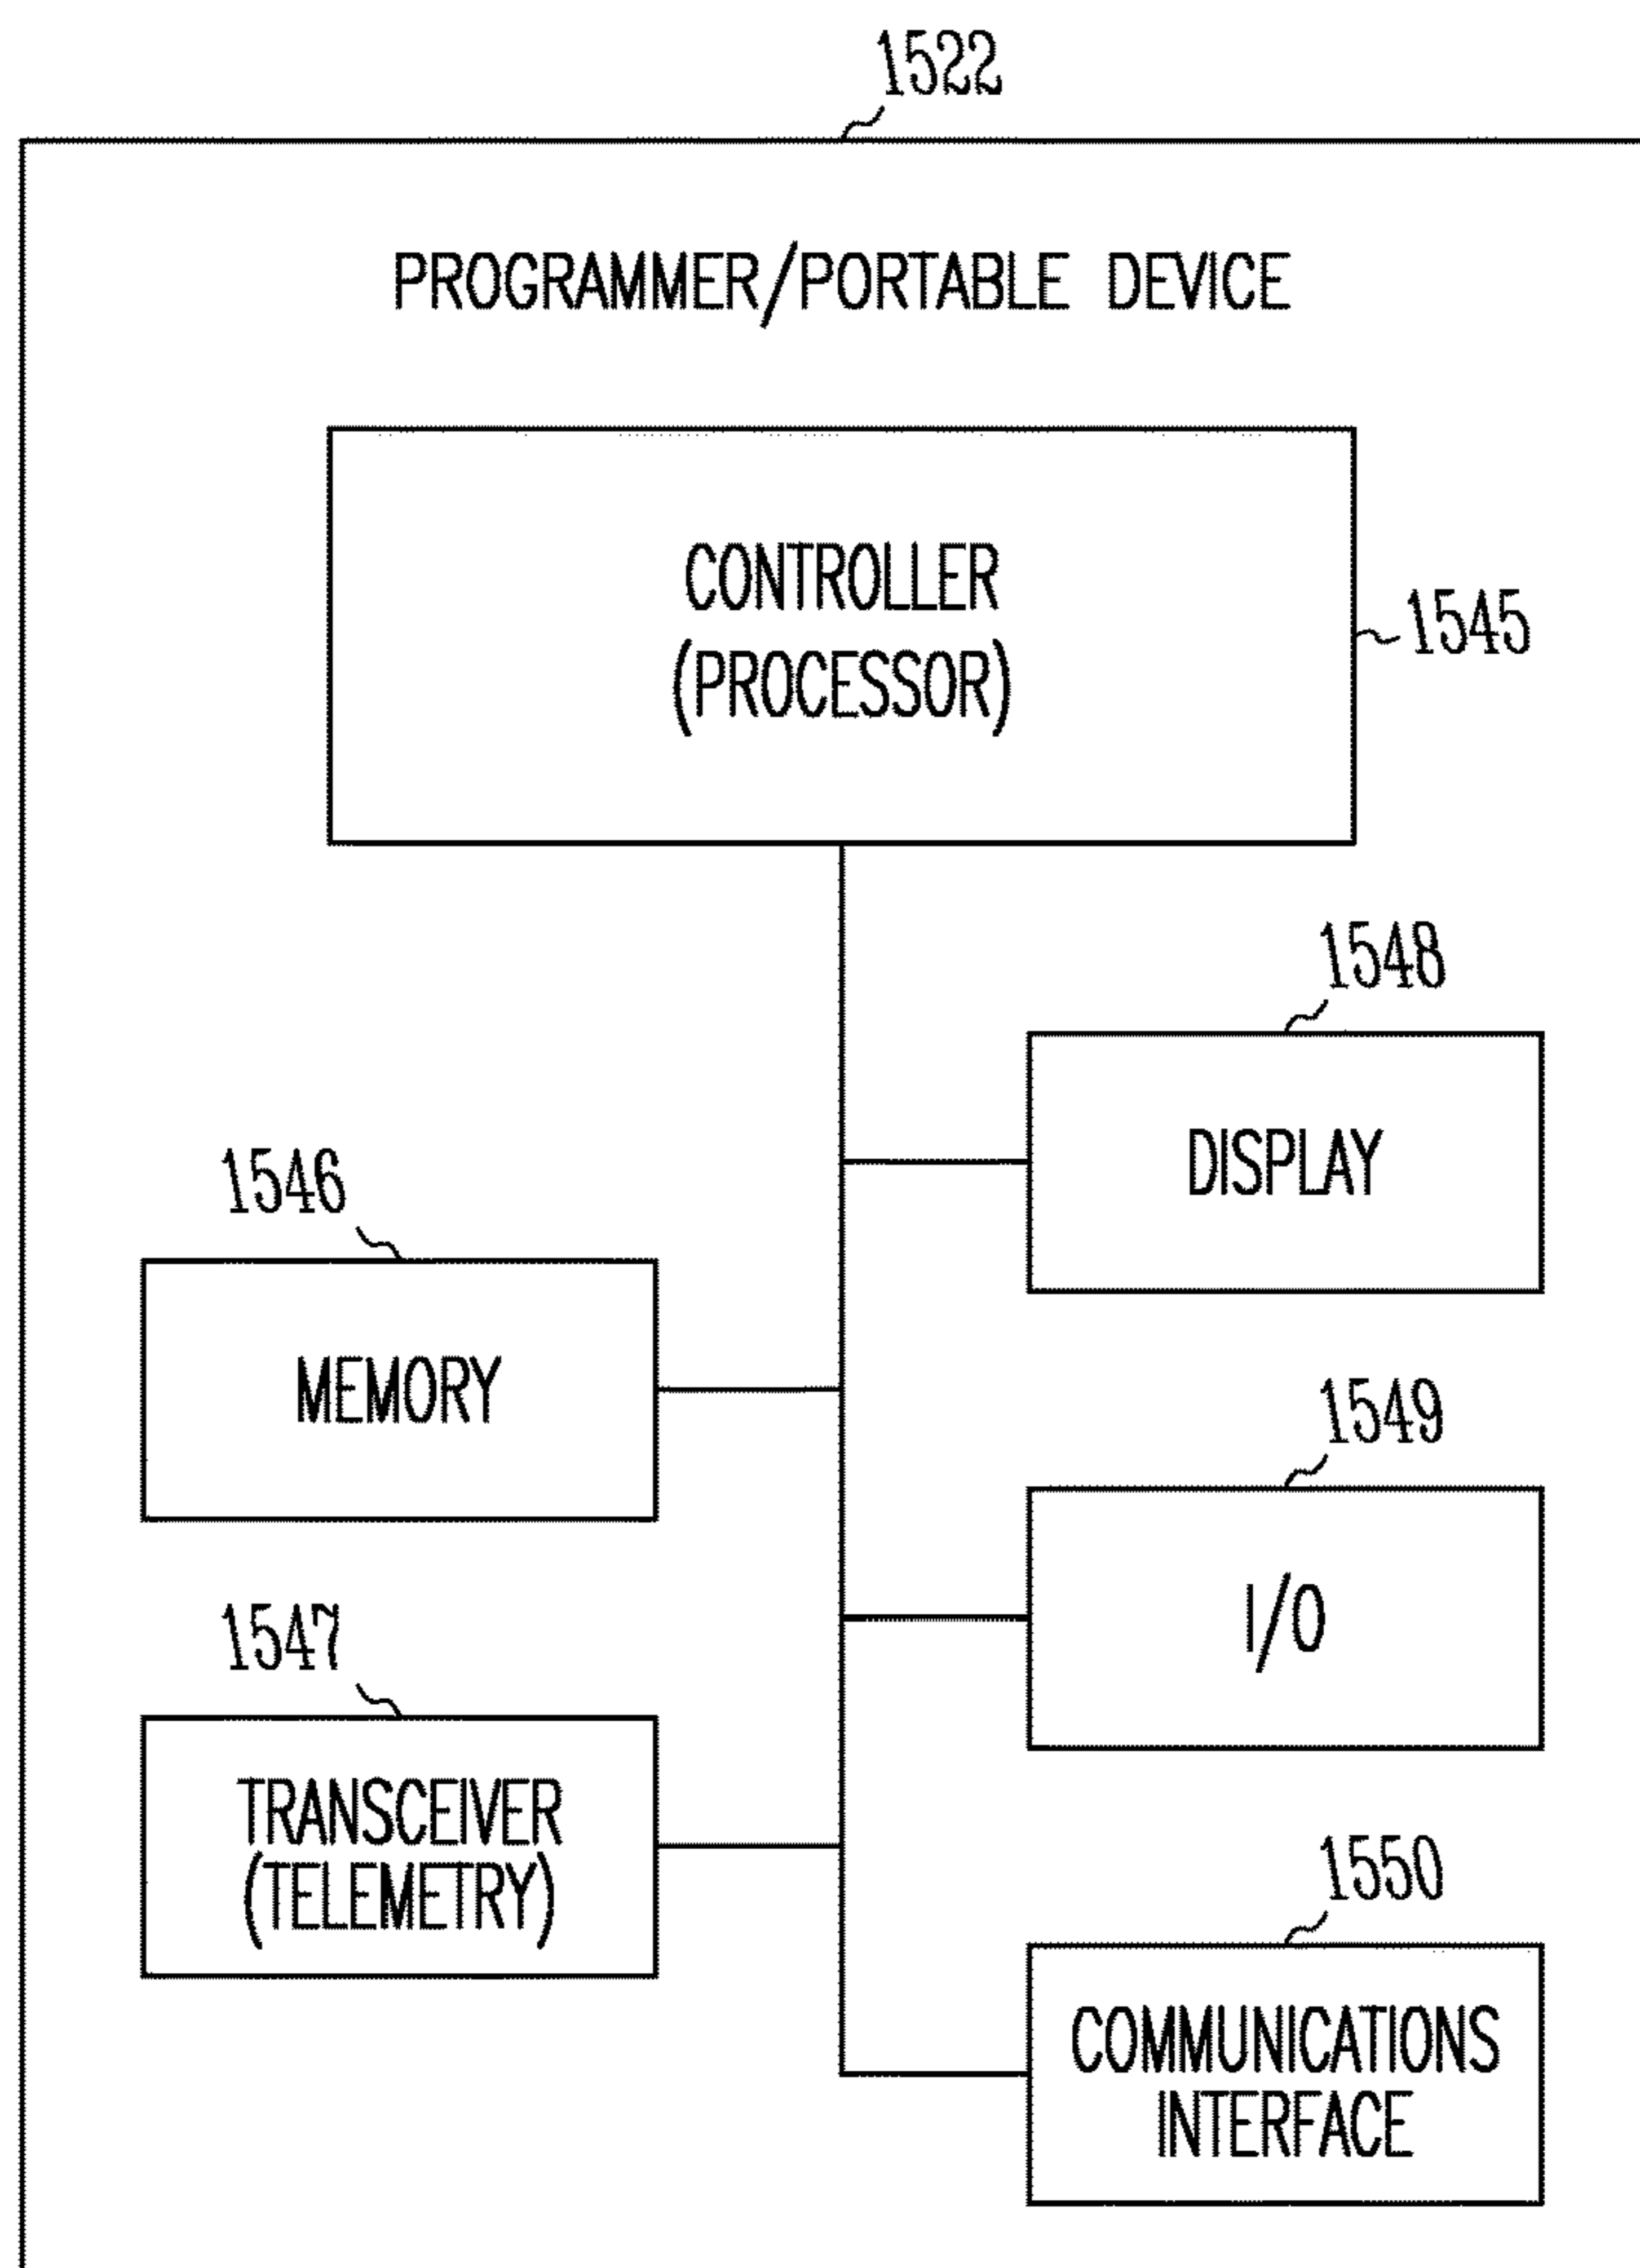 1522
PROGRAMMER/PORTABLE DEVICE
CONTROLLER
(PROCESSOR)
1545
1548
DISPLAY
1546
MEMORY
1549
I/O
1547
TRANSCEIVER
(TELEMETRY)
1550
COMMUNICATIONS
INTERFACE